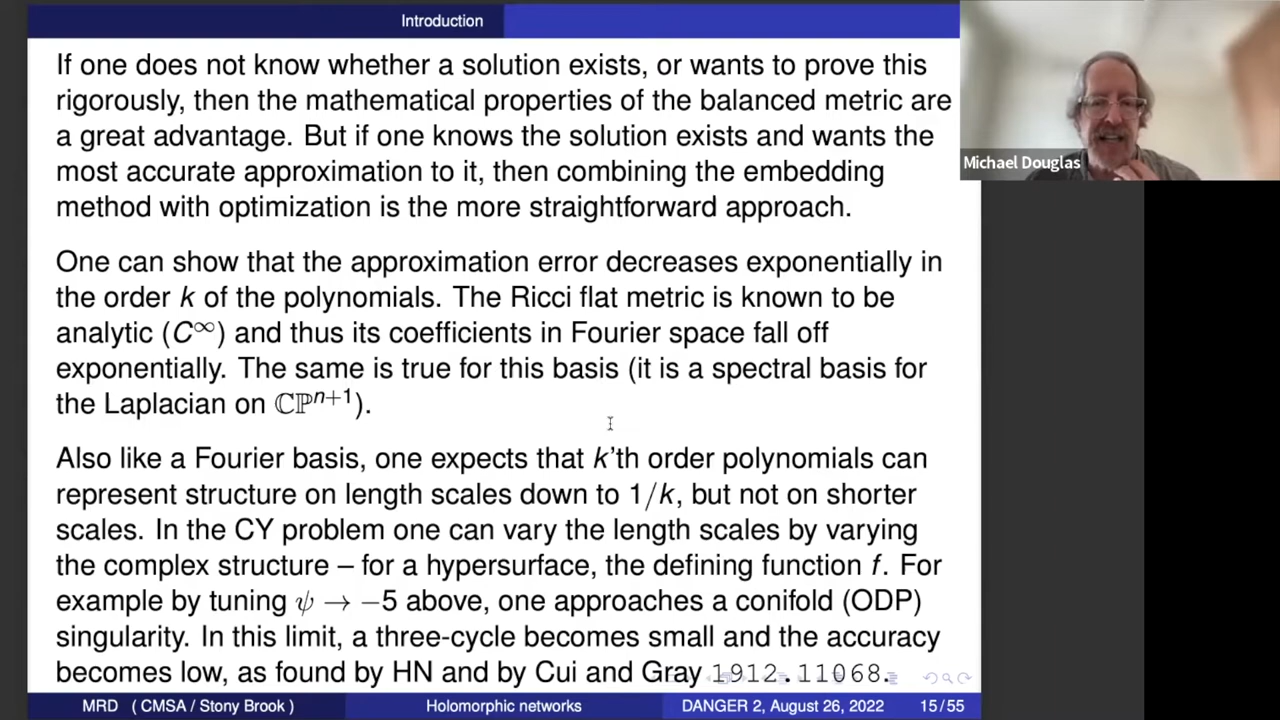 Introduction
If one does not know whether a solution exists, or wants to prove this
rigorously, then the mathematical properties of the balanced metric are
a great advantage. But if one knows the solution exists and wants the
most accurate approximation to it, then combining the embedding
method with optimization is the more straightforward approach.
One can show that the approximation error decreases exponentially in
the order k of the polynomials. The Ricci flat metric is known to be
analytic (C∞) and thus its coefficients in Fourier space fall off
exponentially. The same is true for this basis (it is a spectral basis for
the Laplacian on ℂℙⁿ⁺¹).
Also like a Fourier basis, one expects that k'th order polynomials can
represent structure on length scales down to 1/k, but not on shorter
scales. In the CY problem one can vary the length scales by varying
the complex structure – for a hypersurface, the defining function f. For
example by tuning ψ → −5 above, one approaches a conifold (ODP)
singularity. In this limit, a three-cycle becomes small and the accuracy
becomes low, as found by HN and by Cui and Gray 1912.11068.
MRD ( CMSA / Stony Brook ) Holomorphic networks DANGER 2, August 26, 2022 15/55
Michael Douglas